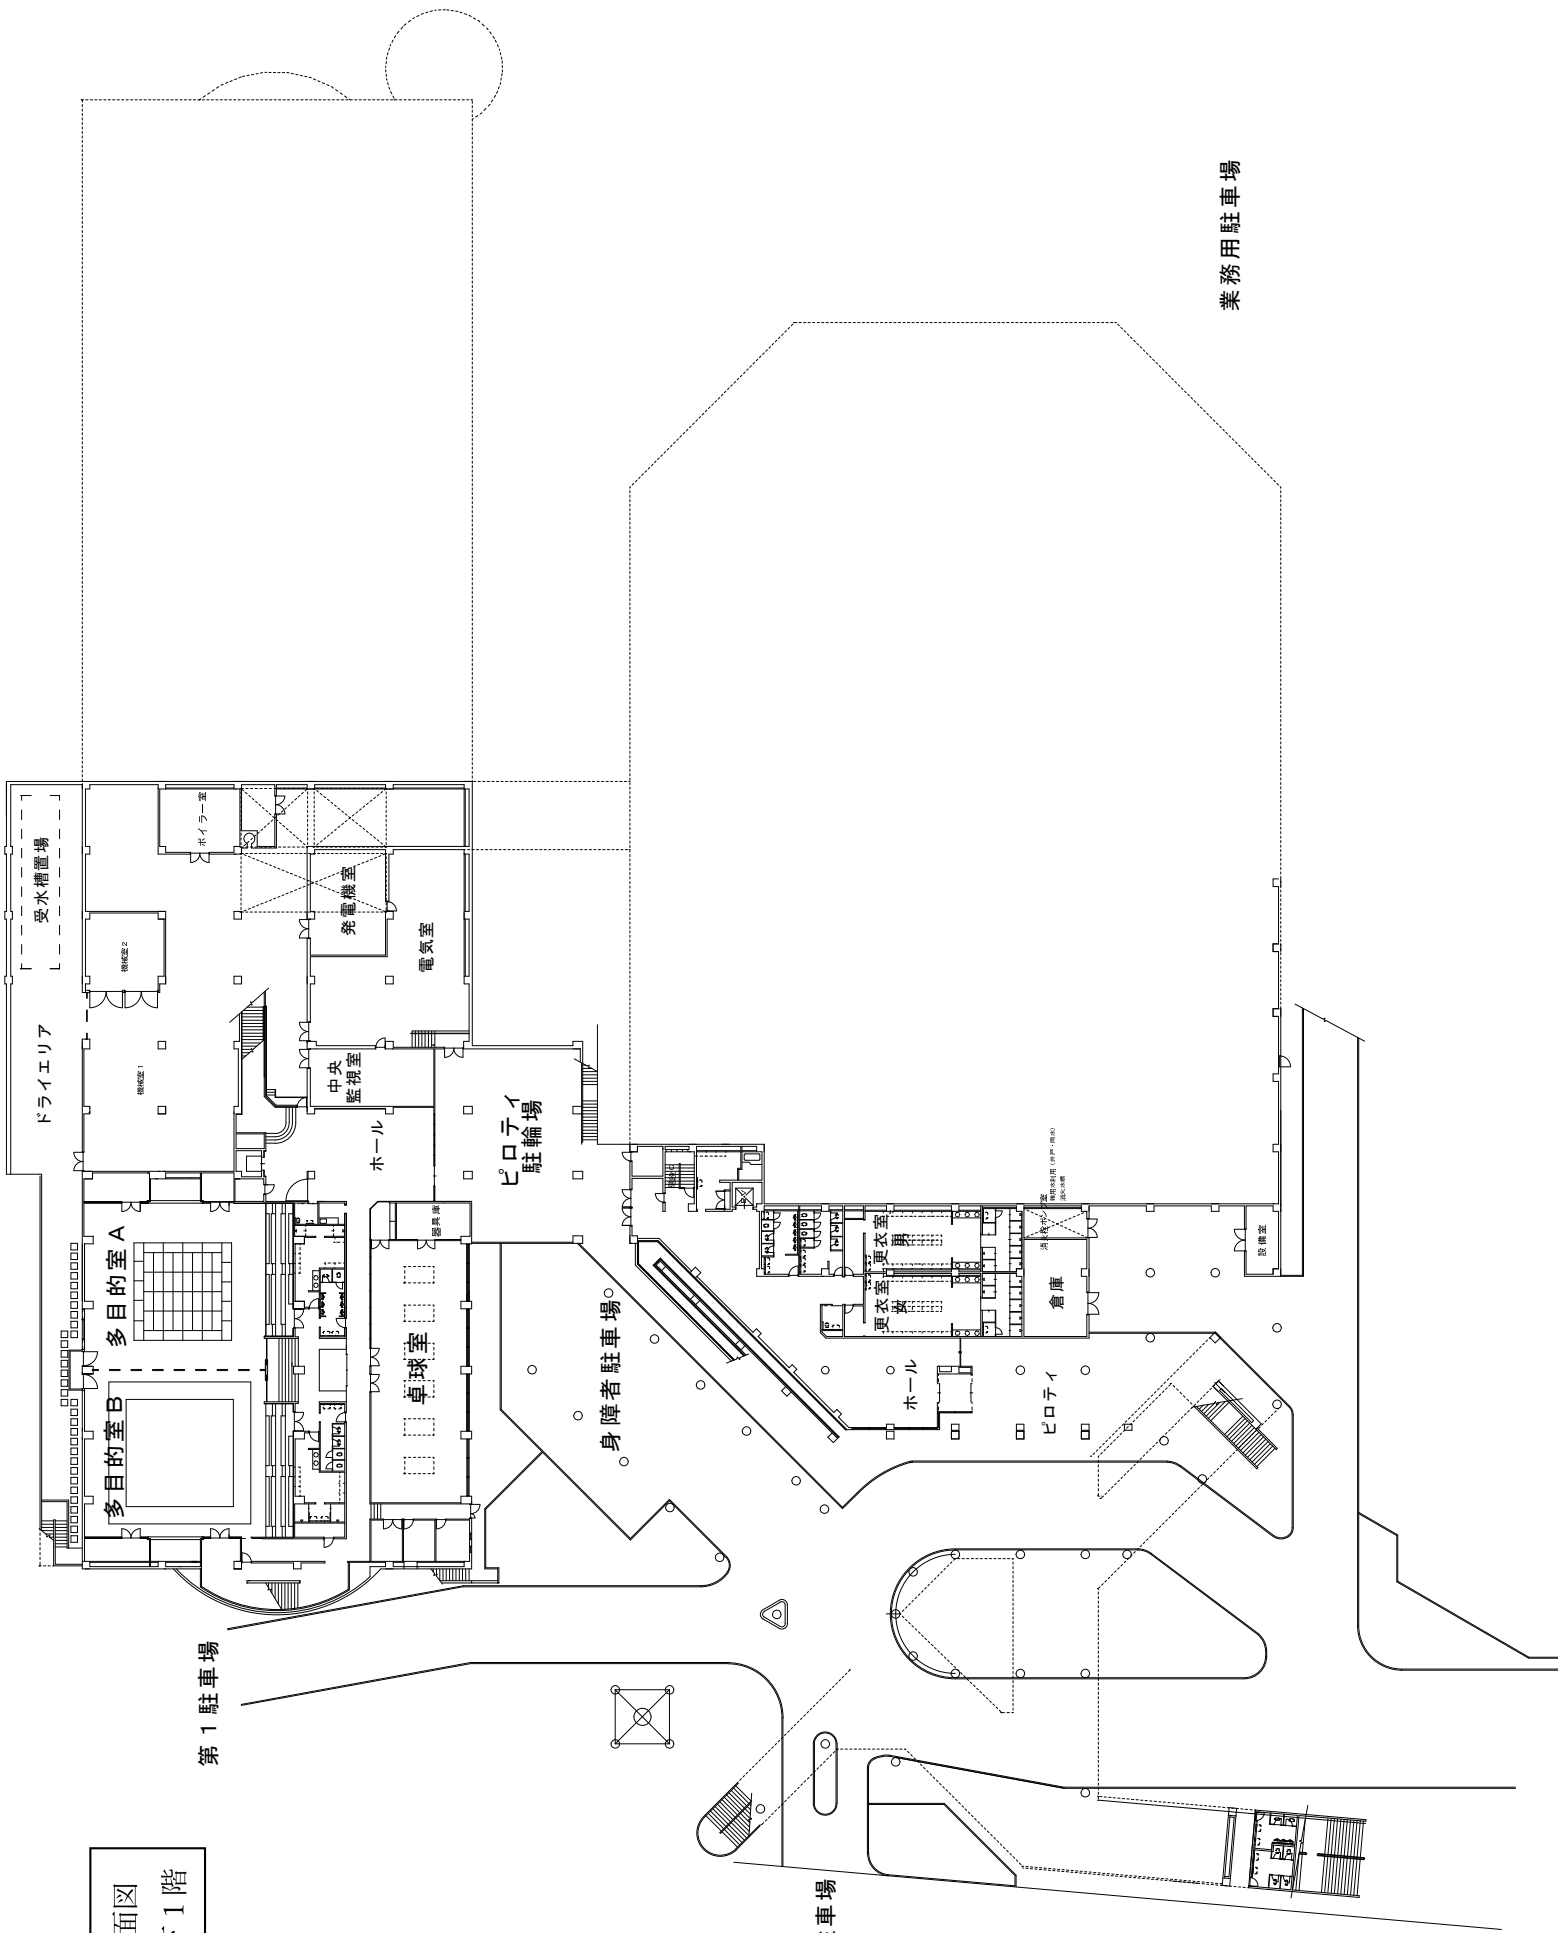 業務用駐車場
受水槽置場
ボイラー室
機械室2
発電機室
電気室
ドライエリア
機械室1
中央
監視室
ホール
ピロティ
駐輪場
器具庫
多目的室A
多目的室B
卓球室
身障者駐車場
更衣室
男
更衣室
女
倉庫
設備室
ホール
ピロティ
第1駐車場
車場
面図
1階